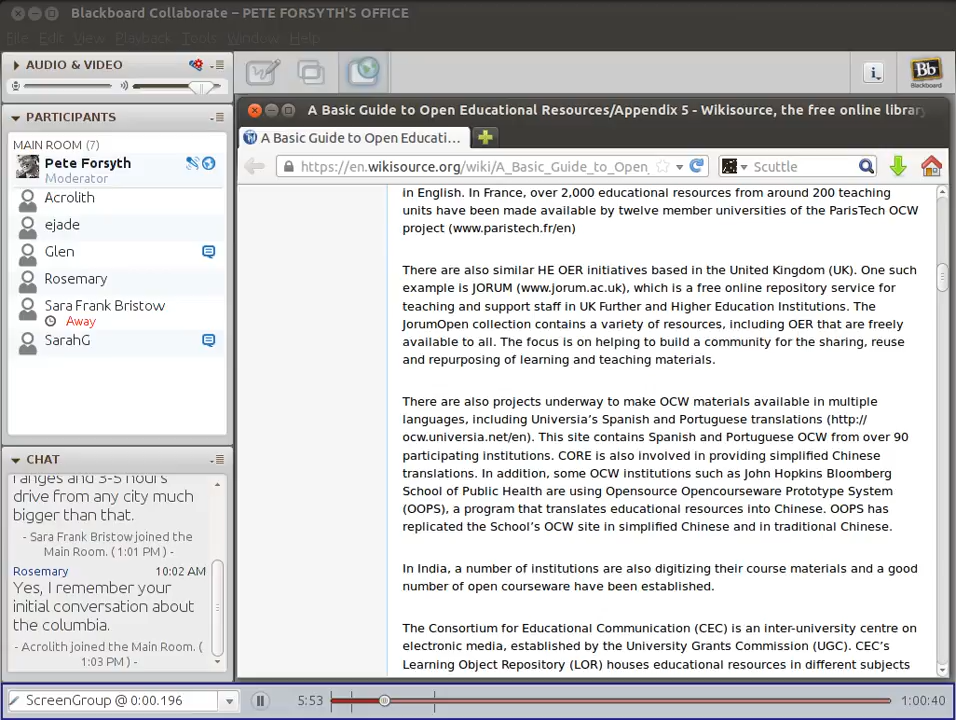 Blackboard Collaborate – PETE FORSYTH'S OFFICE
File Edit View Playback Tools Window Help
AUDIO & VIDEO
PARTICIPANTS
MAIN ROOM (7)
Pete Forsyth
Moderator
Acrolith
ejade
Glen
Rosemary
Sara Frank Bristow
Away
SarahG
CHAT
ranges and 3-5 hours
drive from any city much
bigger than that.
- Sara Frank Bristow joined the
Main Room. ( 1:01 PM ) -
Rosemary 10:02 AM
Yes, I remember your
initial conversation about
the columbia.
- Acrolith joined the Main Room. (
1:03 PM ) -
i
Bb
Blackboard
A Basic Guide to Open Educational Resources/Appendix 5 - Wikisource, the free online library
A Basic Guide to Open Educati...
https://en.wikisource.org/wiki/A_Basic_Guide_to_Open_
Scuttle
in English. In France, over 2,000 educational resources from around 200 teaching
units have been made available by twelve member universities of the ParisTech OCW
project (www.paristech.fr/en)
There are also similar HE OER initiatives based in the United Kingdom (UK). One such
example is JORUM (www.jorum.ac.uk), which is a free online repository service for
teaching and support staff in UK Further and Higher Education Institutions. The
JorumOpen collection contains a variety of resources, including OER that are freely
available to all. The focus is on helping to build a community for the sharing, reuse
and repurposing of learning and teaching materials.
There are also projects underway to make OCW materials available in multiple
languages, including Universia's Spanish and Portuguese translations (http://
ocw.universia.net/en). This site contains Spanish and Portuguese OCW from over 90
participating institutions. CORE is also involved in providing simplified Chinese
translations. In addition, some OCW institutions such as John Hopkins Bloomberg
School of Public Health are using Opensource Opencourseware Prototype System
(OOPS), a program that translates educational resources into Chinese. OOPS has
replicated the School's OCW site in simplified Chinese and in traditional Chinese.
In India, a number of institutions are also digitizing their course materials and a good
number of open courseware have been established.
The Consortium for Educational Communication (CEC) is an inter-university centre on
electronic media, established by the University Grants Commission (UGC). CEC's
Learning Object Repository (LOR) houses educational resources in different subjects
ScreenGroup @ 0:00.196
5:53
1:00:40